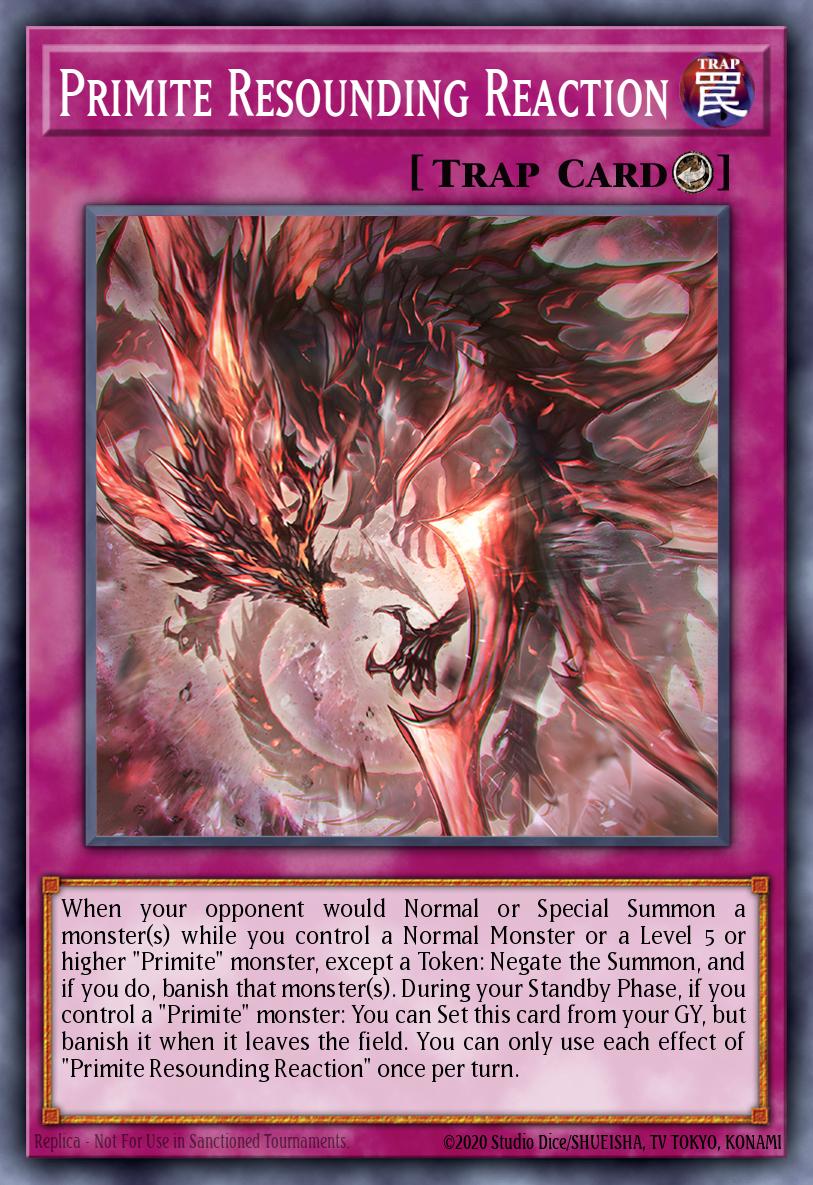 PRIMITE RESOUNDING REACTION
TRAP
罠
[ TRAP CARD ]
When your opponent would Normal or Special Summon a
monster(s) while you control a Normal Monster or a Level 5 or
higher "Primite" monster, except a Token: Negate the Summon, and
if you do, banish that monster(s). During your Standby Phase, if you
control a "Primite" monster: You can Set this card from your GY, but
banish it when it leaves the field. You can only use each effect of
"Primite Resounding Reaction" once per turn.
Replica - Not For Use in Sanctioned Tournaments.
©2020 Studio Dice/SHUEISHA, TV TOKYO, KONAMI